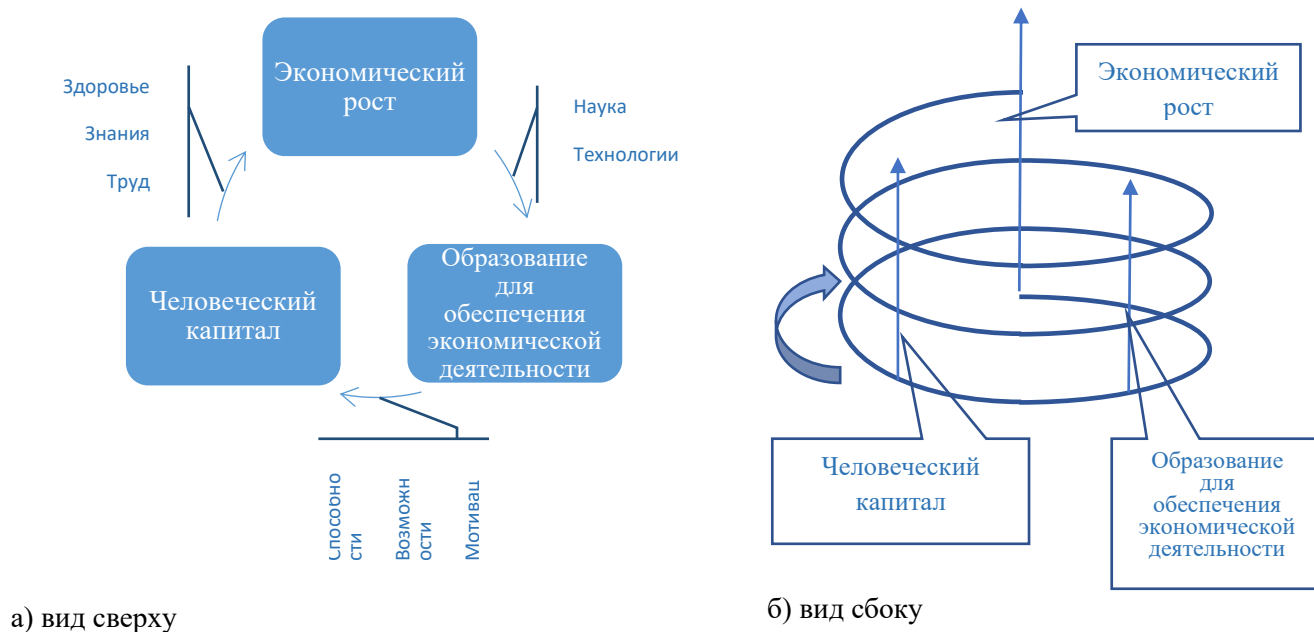 Экономический
рост
Здоровье
Знания
Труд
Наука
Технологии
Человеческий
капитал
Образование
для
обеспечения
экономической
деятельности
Способно
сти
Возможн
ости
Мотивац
а) вид сверху
Экономический
рост
Человеческий
капитал
Образование
для
обеспечения
экономической
деятельности
б) вид сбоку